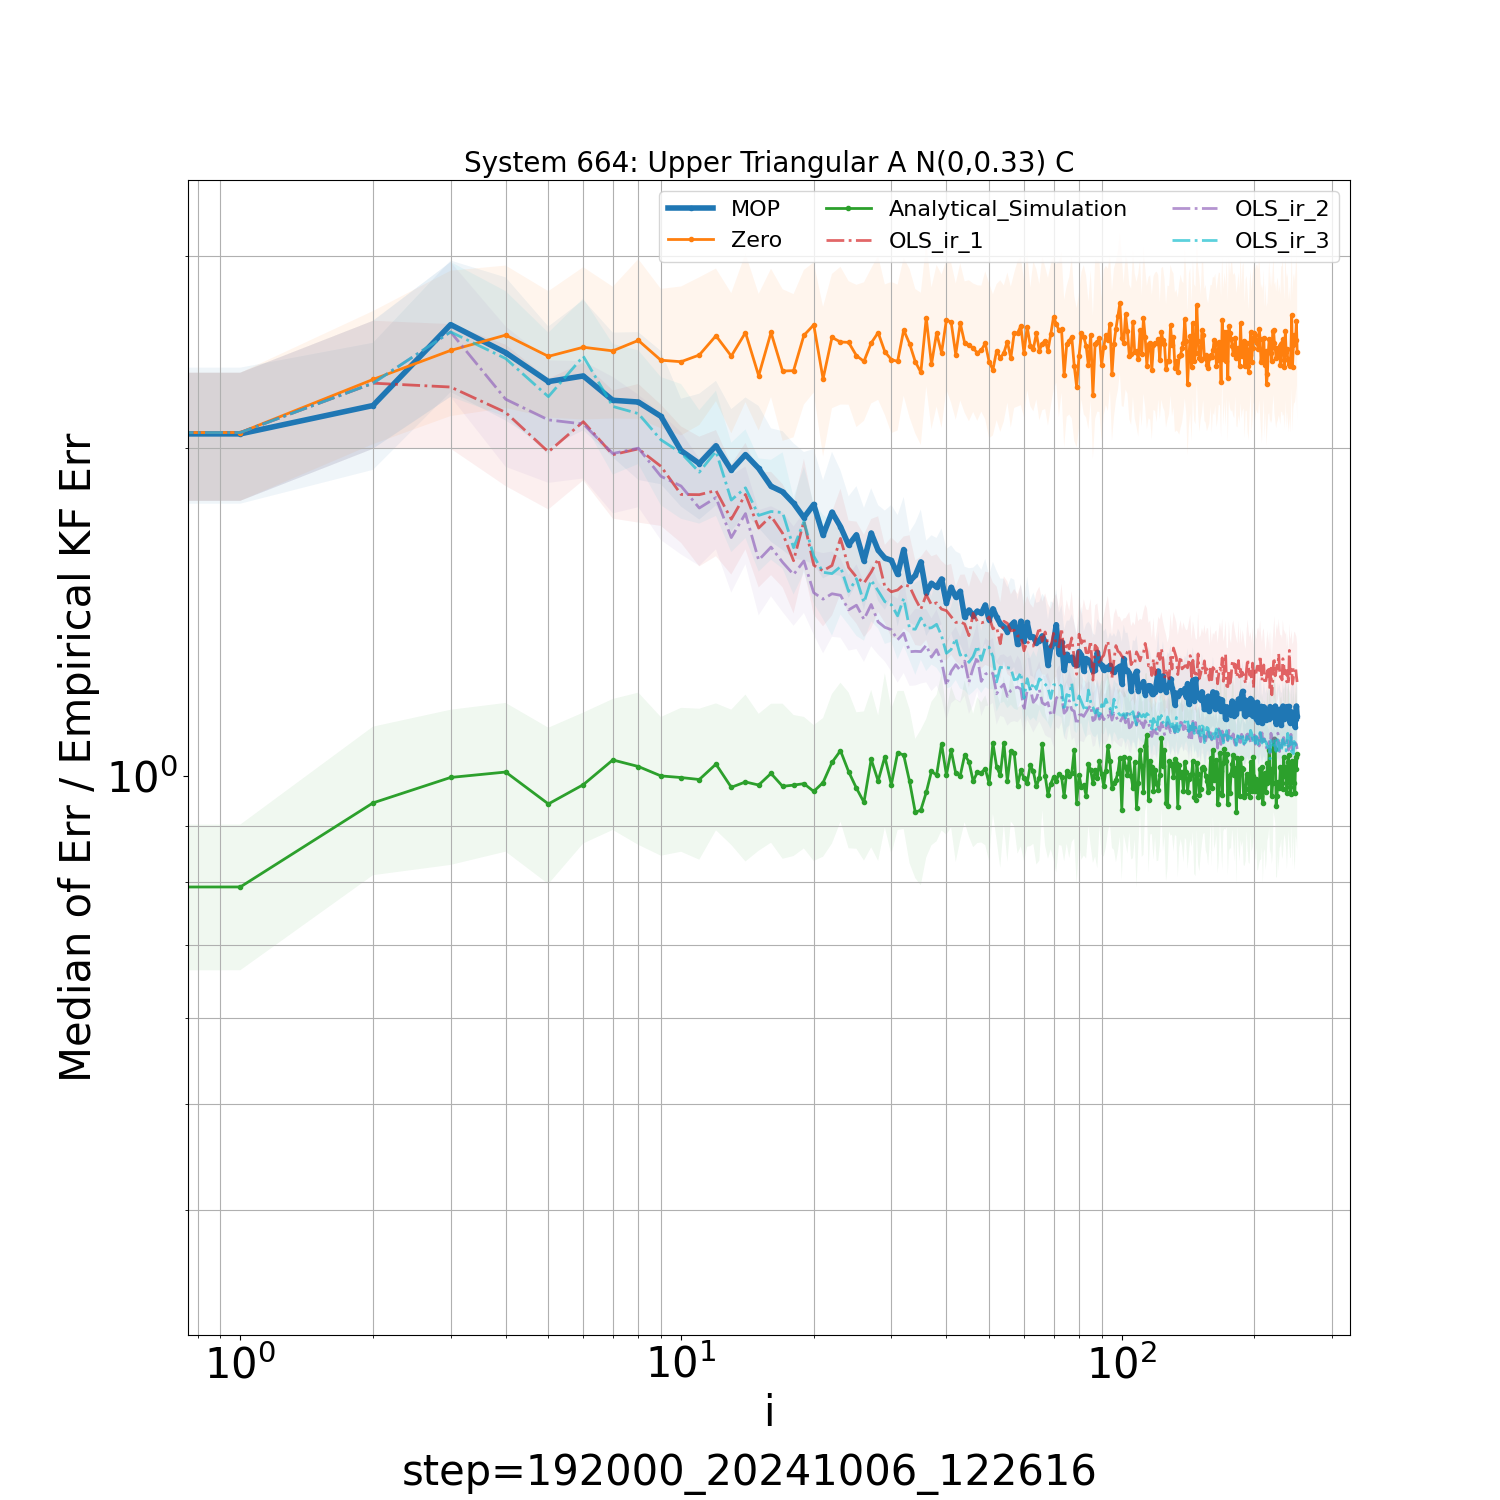 System 664: Upper Triangular A N(0,0.33) C
MOP
Zero
Analytical_Simulation
OLS_ir_1
OLS_ir_2
OLS_ir_3
Median of Err / Empirical KF Err
10⁰
10⁰
10¹
10²
i
step=192000_20241006_122616